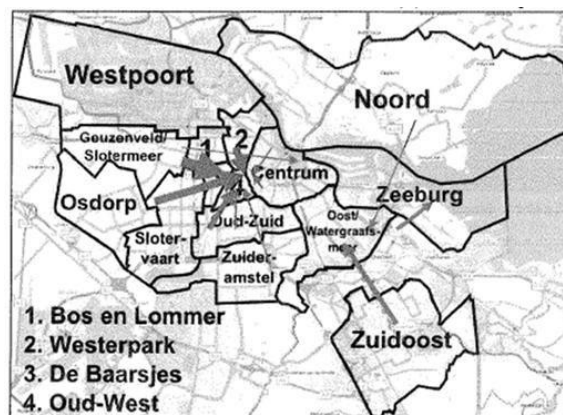 Westpoort
Noord
Geuzenveld/
Slotermeer
1
2
Centrum
Zeeburg
Osdorp
4
Oud-Zuid
Oost/
Watergraafs-
meer
Sloter-
vaart
Zuider-
amstel
Zuidoost
1. Bos en Lommer
2. Westerpark
3. De Baarsjes
4. Oud-West